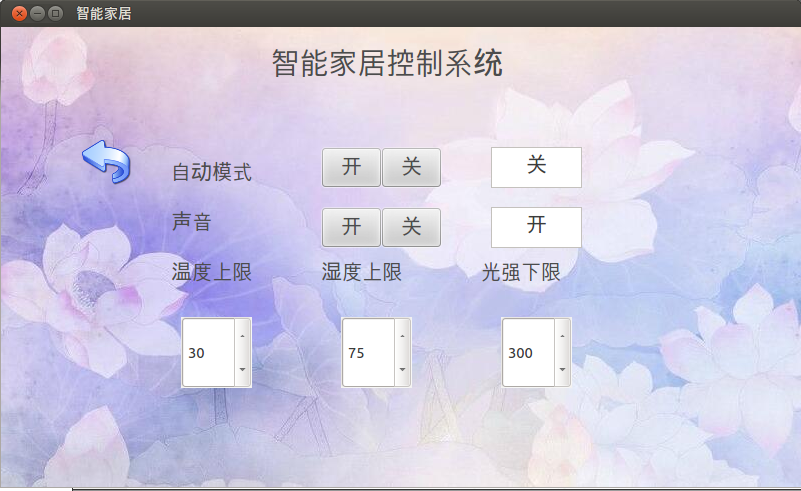 智能家居
智能家居控制系统
自动模式 开 关 关
声音 开 关 开
温度上限 湿度上限 光强下限
30 75 300